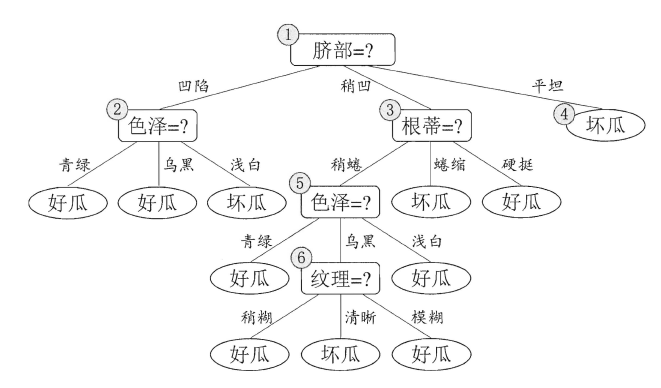 ①
脐部=?
凹陷 稍凹 平坦
② ③ ④
色泽=? 根蒂=? 坏瓜
青绿 乌黑 浅白 稍蜷 蜷缩 硬挺
⑤
好瓜 好瓜 坏瓜 色泽=? 坏瓜 好瓜
青绿 乌黑 浅白
⑥
好瓜 纹理=? 好瓜
稍糊 清晰 模糊
好瓜 坏瓜 好瓜